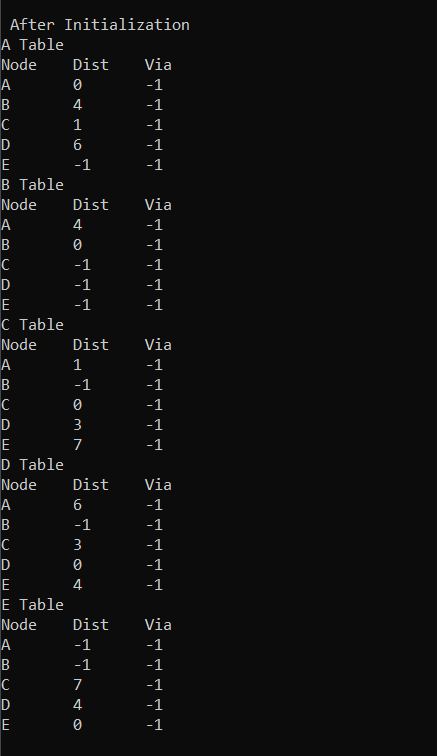 After Initialization
A Table
Node Dist Via
A 0 -1
B 4 -1
C 1 -1
D 6 -1
E -1 -1
B Table
Node Dist Via
A 4 -1
B 0 -1
C -1 -1
D -1 -1
E -1 -1
C Table
Node Dist Via
A 1 -1
B -1 -1
C 0 -1
D 3 -1
E 7 -1
D Table
Node Dist Via
A 6 -1
B -1 -1
C 3 -1
D 0 -1
E 4 -1
E Table
Node Dist Via
A -1 -1
B -1 -1
C 7 -1
D 4 -1
E 0 -1